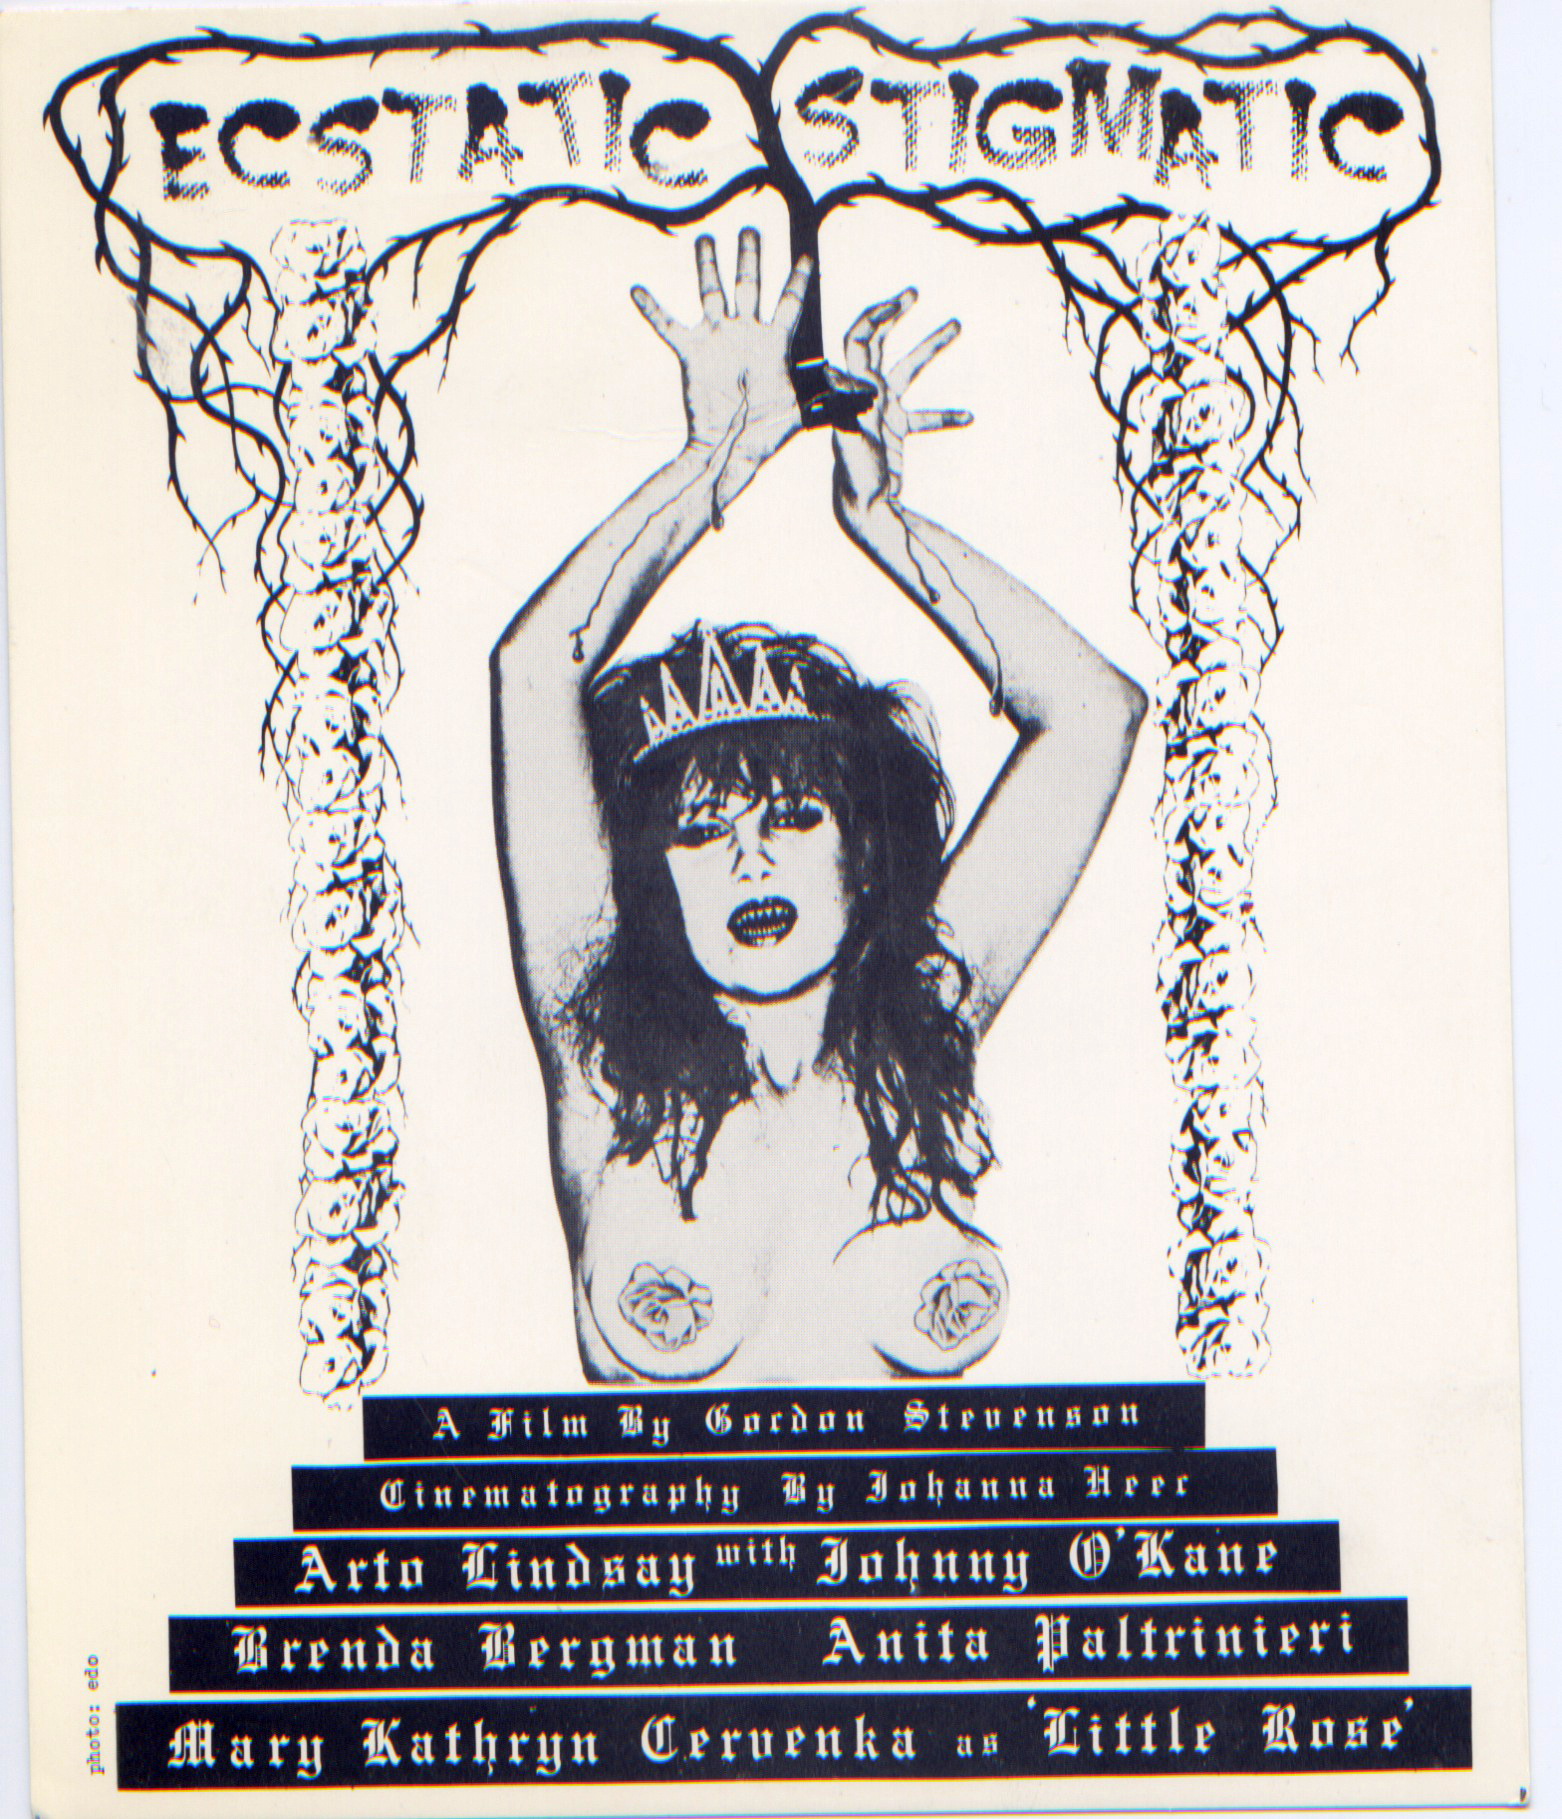 ECSTATIC STIGMATIC
A Film By Gordon Stevenson
Cinematography By Johanna Heer
Arto Lindsay with Johnny O'Kane
Brenda Bergman Anita Paltrinieri
Mary Kathryn Cervenka as 'Little Rose'
photo: edo